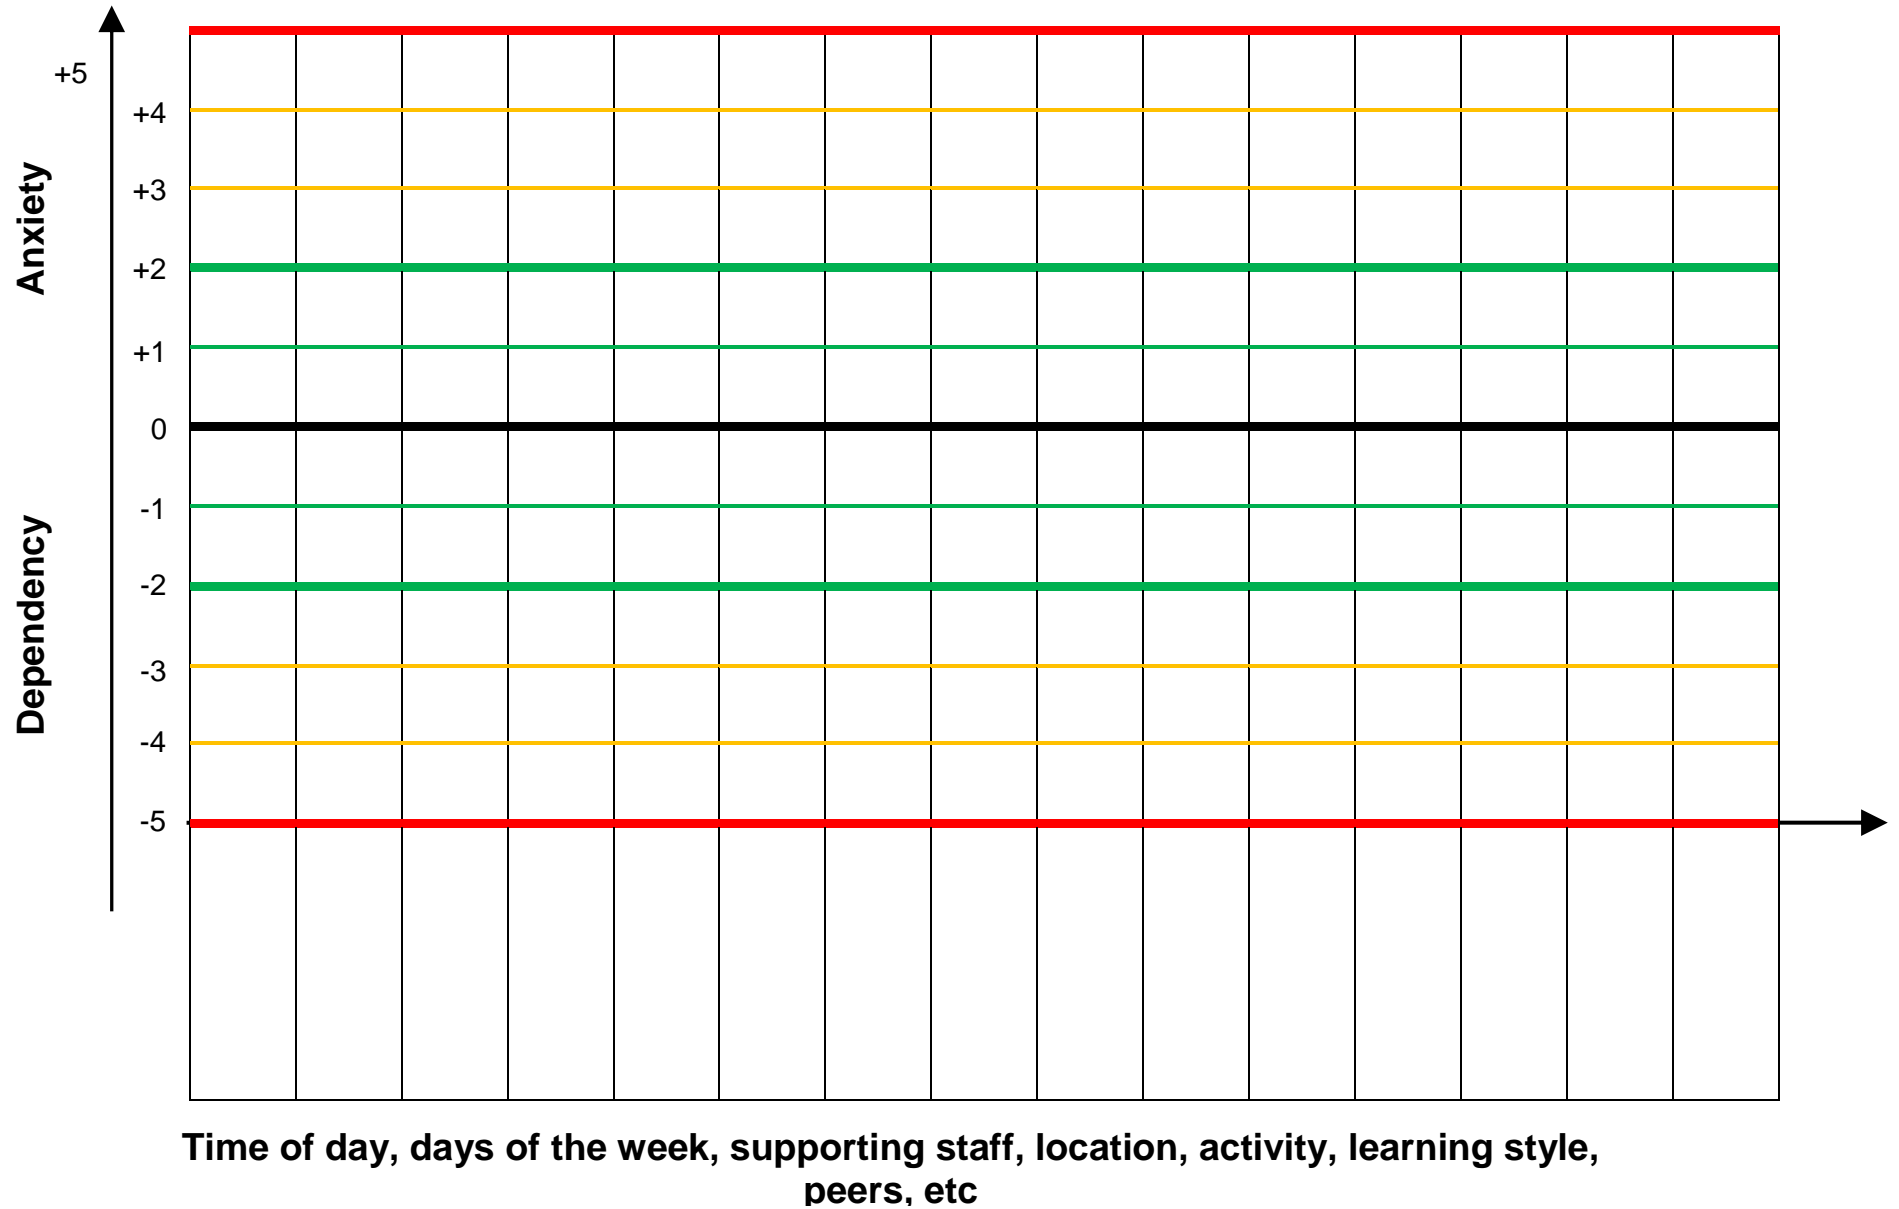 +5
+4
+3
Anxiety
+2
+1
0
-1
-2
Dependency
-3
-4
-5
Time of day, days of the week, supporting staff, location, activity, learning style,
peers, etc